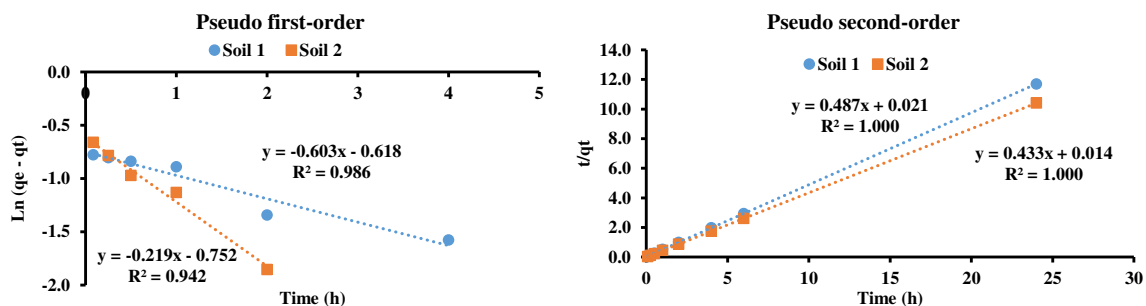 Pseudo first-order
Soil 1 Soil 2
0.0
-0.5
-1.0
-1.5
-2.0
0 1 2 3 4 5
Ln (qe - qt)
Time (h)
y = -0.603x - 0.618
R² = 0.986
y = -0.219x - 0.752
R² = 0.942
Pseudo second-order
Soil 1 Soil 2
12.0
10.0
8.0
6.0
4.0
2.0
0.0
0 5 10 15 20 25 30
t/qt
Time (h)
y = 0.487x + 0.021
R² = 1.000
y = 0.433x + 0.014
R² = 1.000